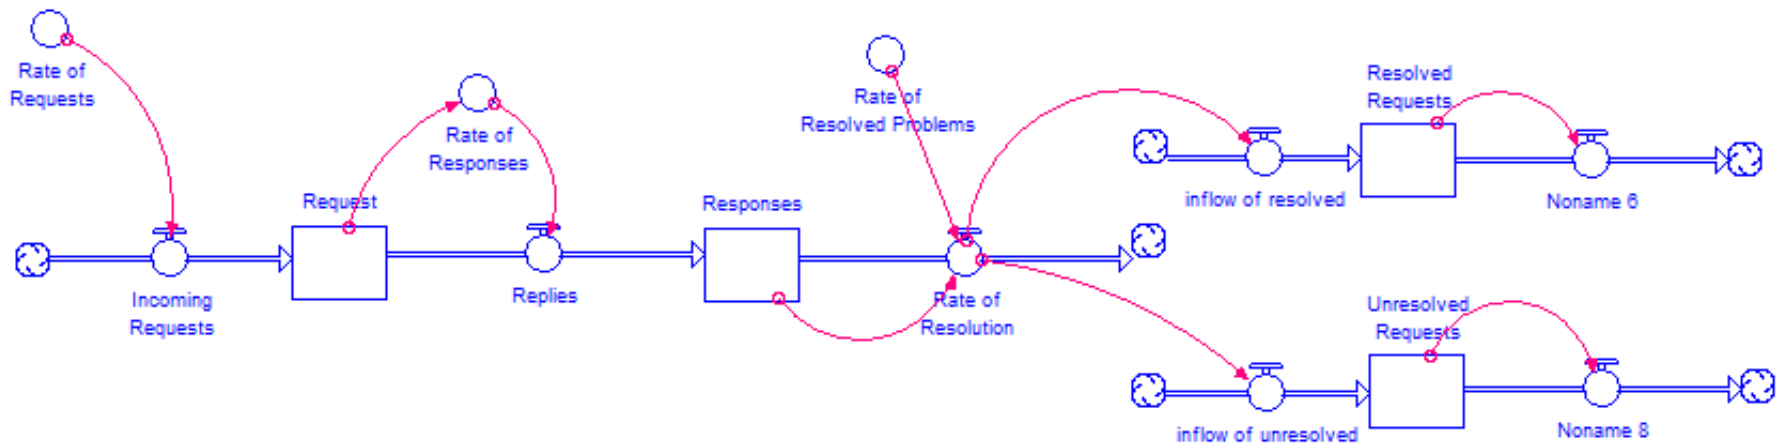 Rate of
Requests
Rate of
Responses
Rate of
Resolved Problems
Resolved
Requests
Request
Responses
inflow of resolved
Noname 6
Incoming
Requests
Replies
Rate of
Resolution
Unresolved
Requests
inflow of unresolved
Noname 8